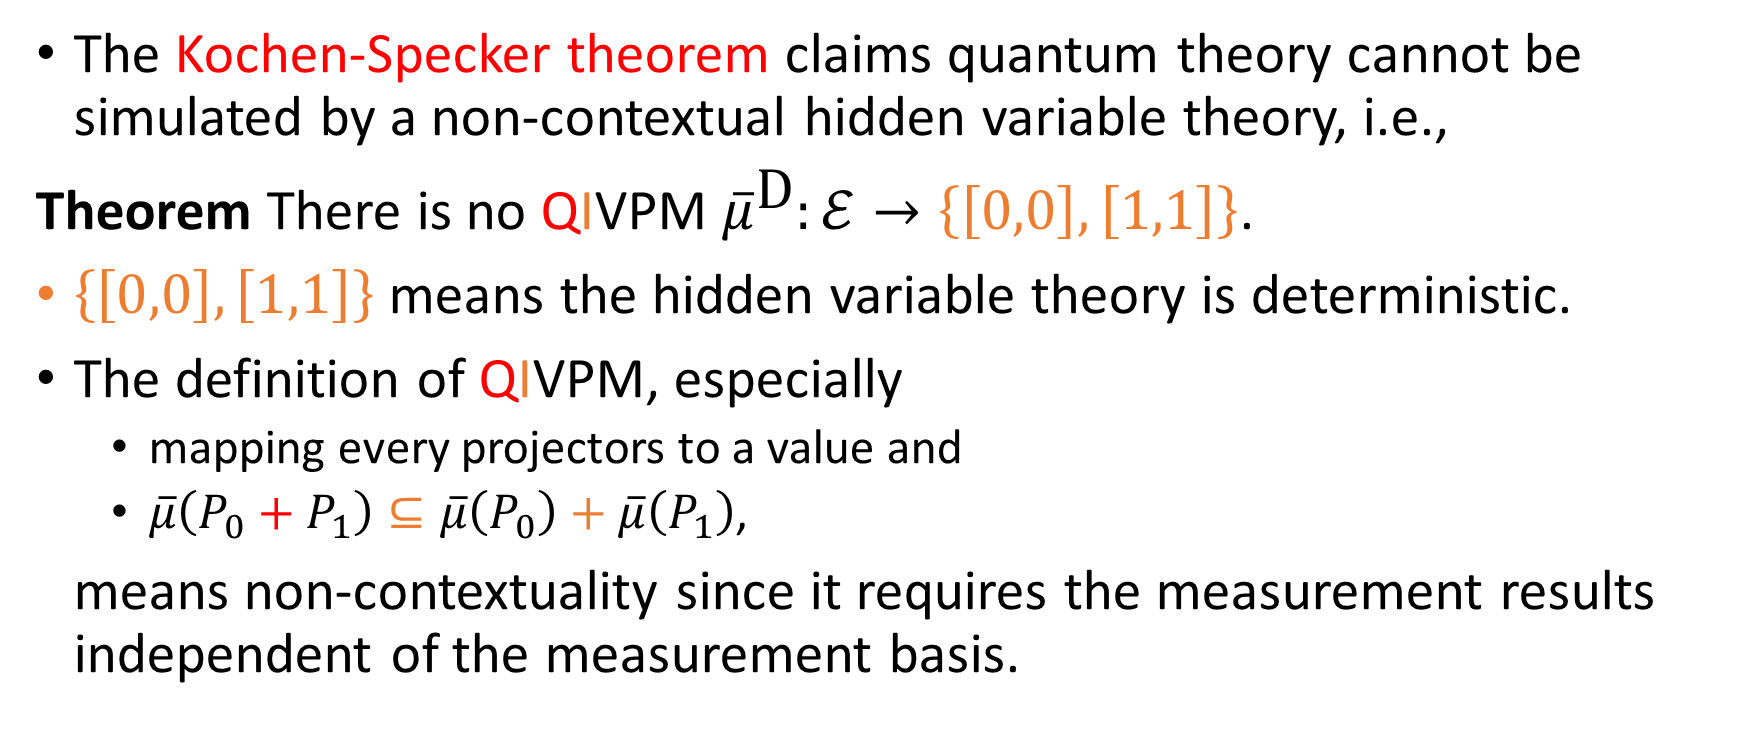 • The Kochen-Specker theorem claims quantum theory cannot be
simulated by a non-contextual hidden variable theory, i.e.,
Theorem There is no QIVPM μ̄ᴰ: ℰ → {[0,0], [1,1]}.
• {[0,0], [1,1]} means the hidden variable theory is deterministic.
• The definition of QIVPM, especially
• mapping every projectors to a value and
• μ̄(P₀ + P₁) ⊆ μ̄(P₀) + μ̄(P₁),
means non-contextuality since it requires the measurement results
independent of the measurement basis.